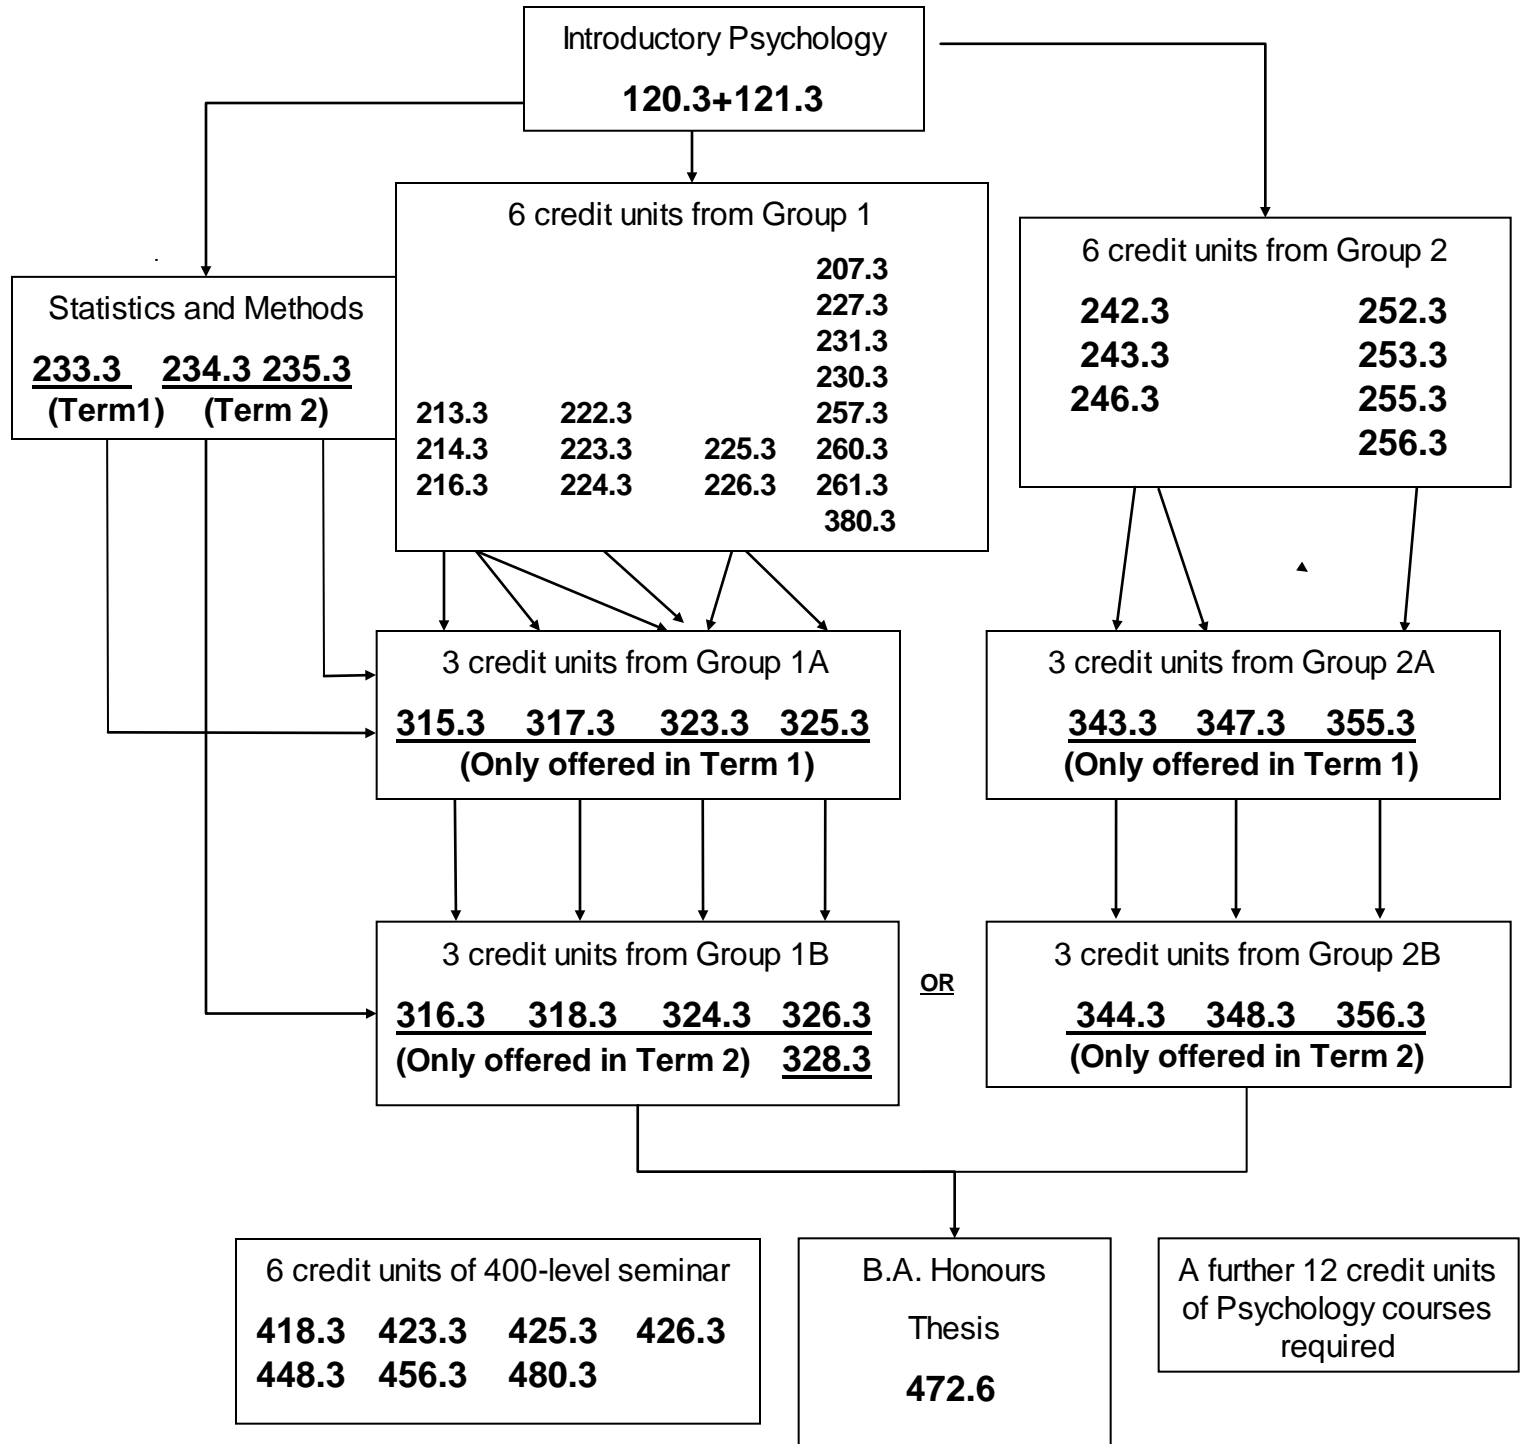 Introductory Psychology
120.3+121.3
6 credit units from Group 1
207.3
227.3
231.3
230.3
213.3 222.3 257.3
214.3 223.3 225.3 260.3
216.3 224.3 226.3 261.3
380.3
6 credit units from Group 2
242.3 252.3
243.3 253.3
246.3 255.3
256.3
Statistics and Methods
233.3 234.3 235.3
(Term1) (Term 2)
3 credit units from Group 1A
315.3 317.3 323.3 325.3
(Only offered in Term 1)
3 credit units from Group 2A
343.3 347.3 355.3
(Only offered in Term 1)
3 credit units from Group 1B
316.3 318.3 324.3 326.3
(Only offered in Term 2) 328.3
OR
3 credit units from Group 2B
344.3 348.3 356.3
(Only offered in Term 2)
6 credit units of 400-level seminar
418.3 423.3 425.3 426.3
448.3 456.3 480.3
B.A. Honours
Thesis
472.6
A further 12 credit units
of Psychology courses
required